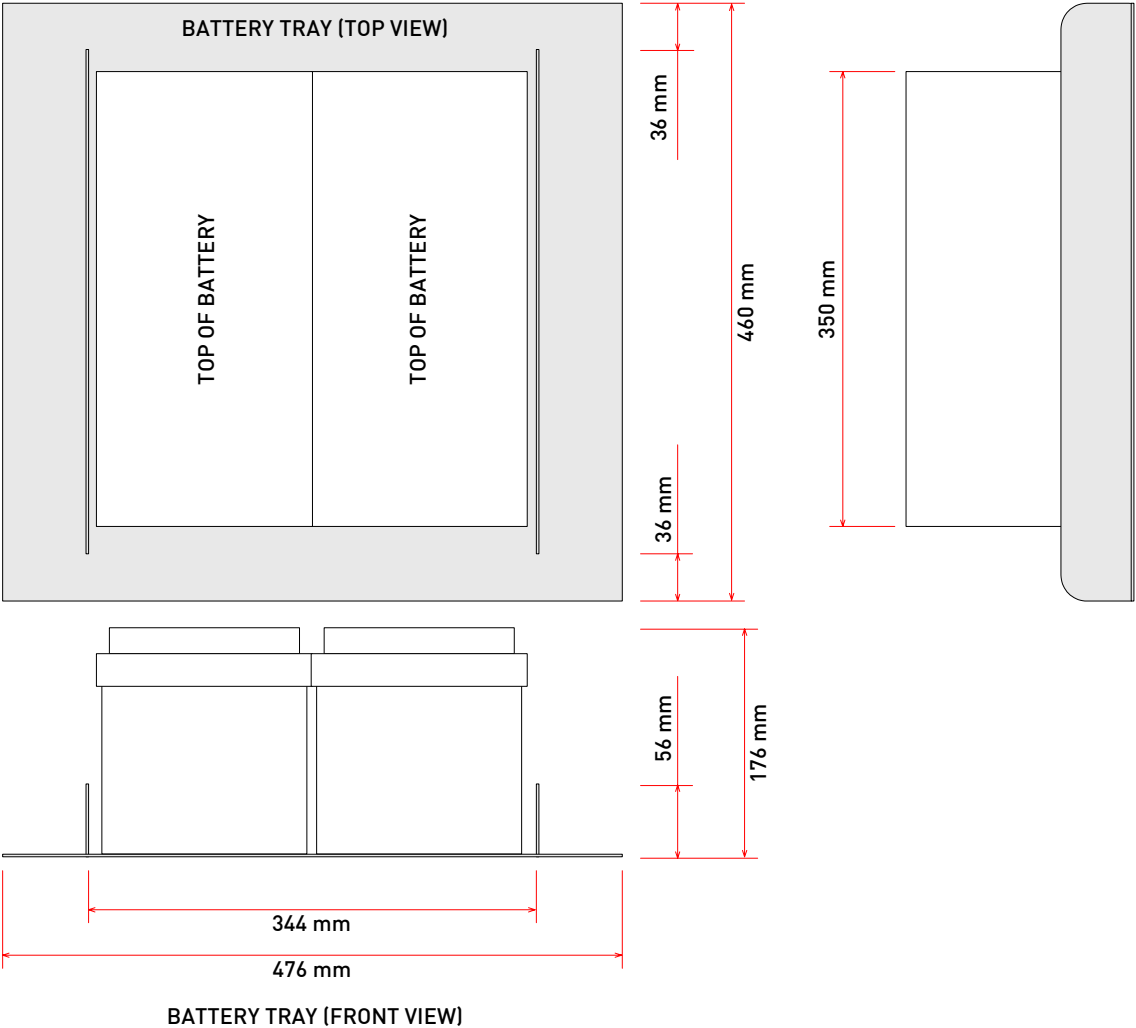 BATTERY TRAY (TOP VIEW)
TOP OF BATTERY
TOP OF BATTERY
36 mm
460 mm
350 mm
36 mm
56 mm
176 mm
344 mm
476 mm
BATTERY TRAY (FRONT VIEW)